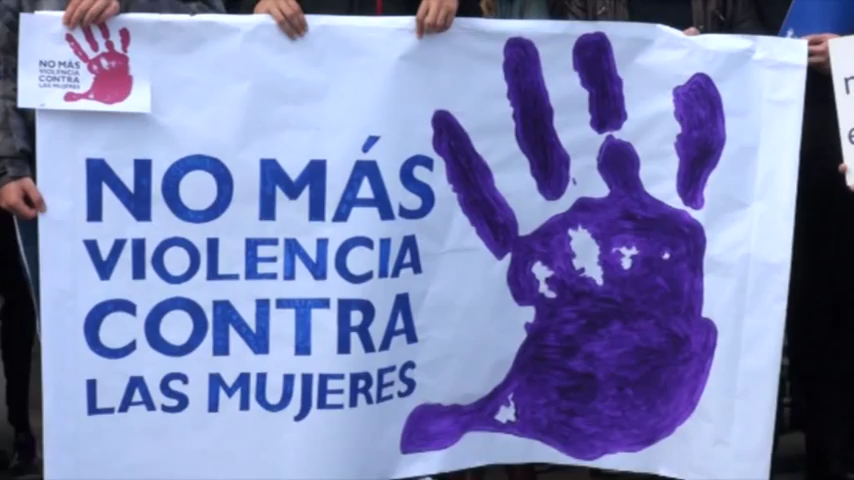 NO MÁS
VIOLENCIA
CONTRA
LAS MUJERES
NO MÁS
VIOLENCIA
CONTRA
LAS MUJERES